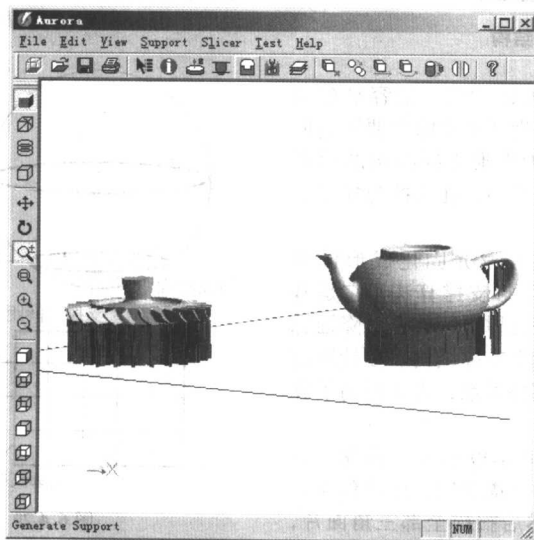 Aurora
File Edit View Support Slicer Test Help
X
Generate Support
NUM